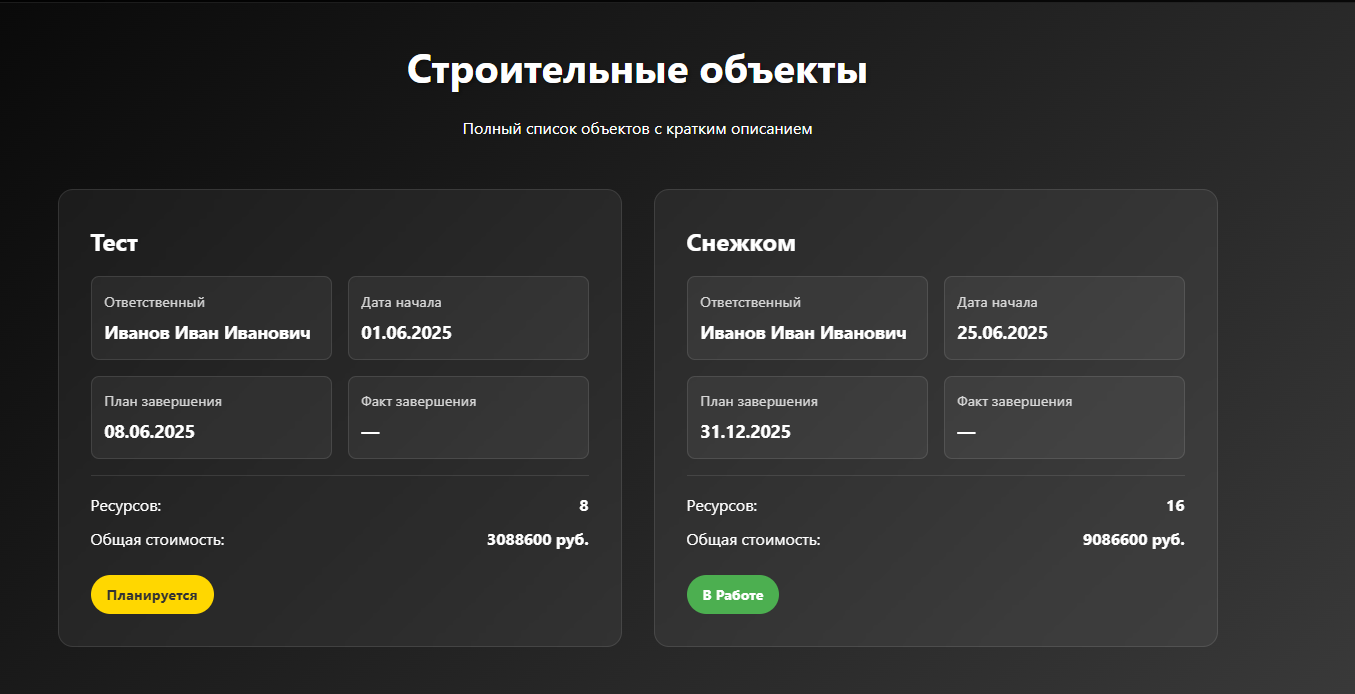 Строительные объекты
Полный список объектов с кратким описанием
Тест
Ответственный
Иванов Иван Иванович
Дата начала
01.06.2025
План завершения
08.06.2025
Факт завершения
—
Ресурсов: 8
Общая стоимость: 3088600 руб.
Планируется
Снежком
Ответственный
Иванов Иван Иванович
Дата начала
25.06.2025
План завершения
31.12.2025
Факт завершения
—
Ресурсов: 16
Общая стоимость: 9086600 руб.
В Работе